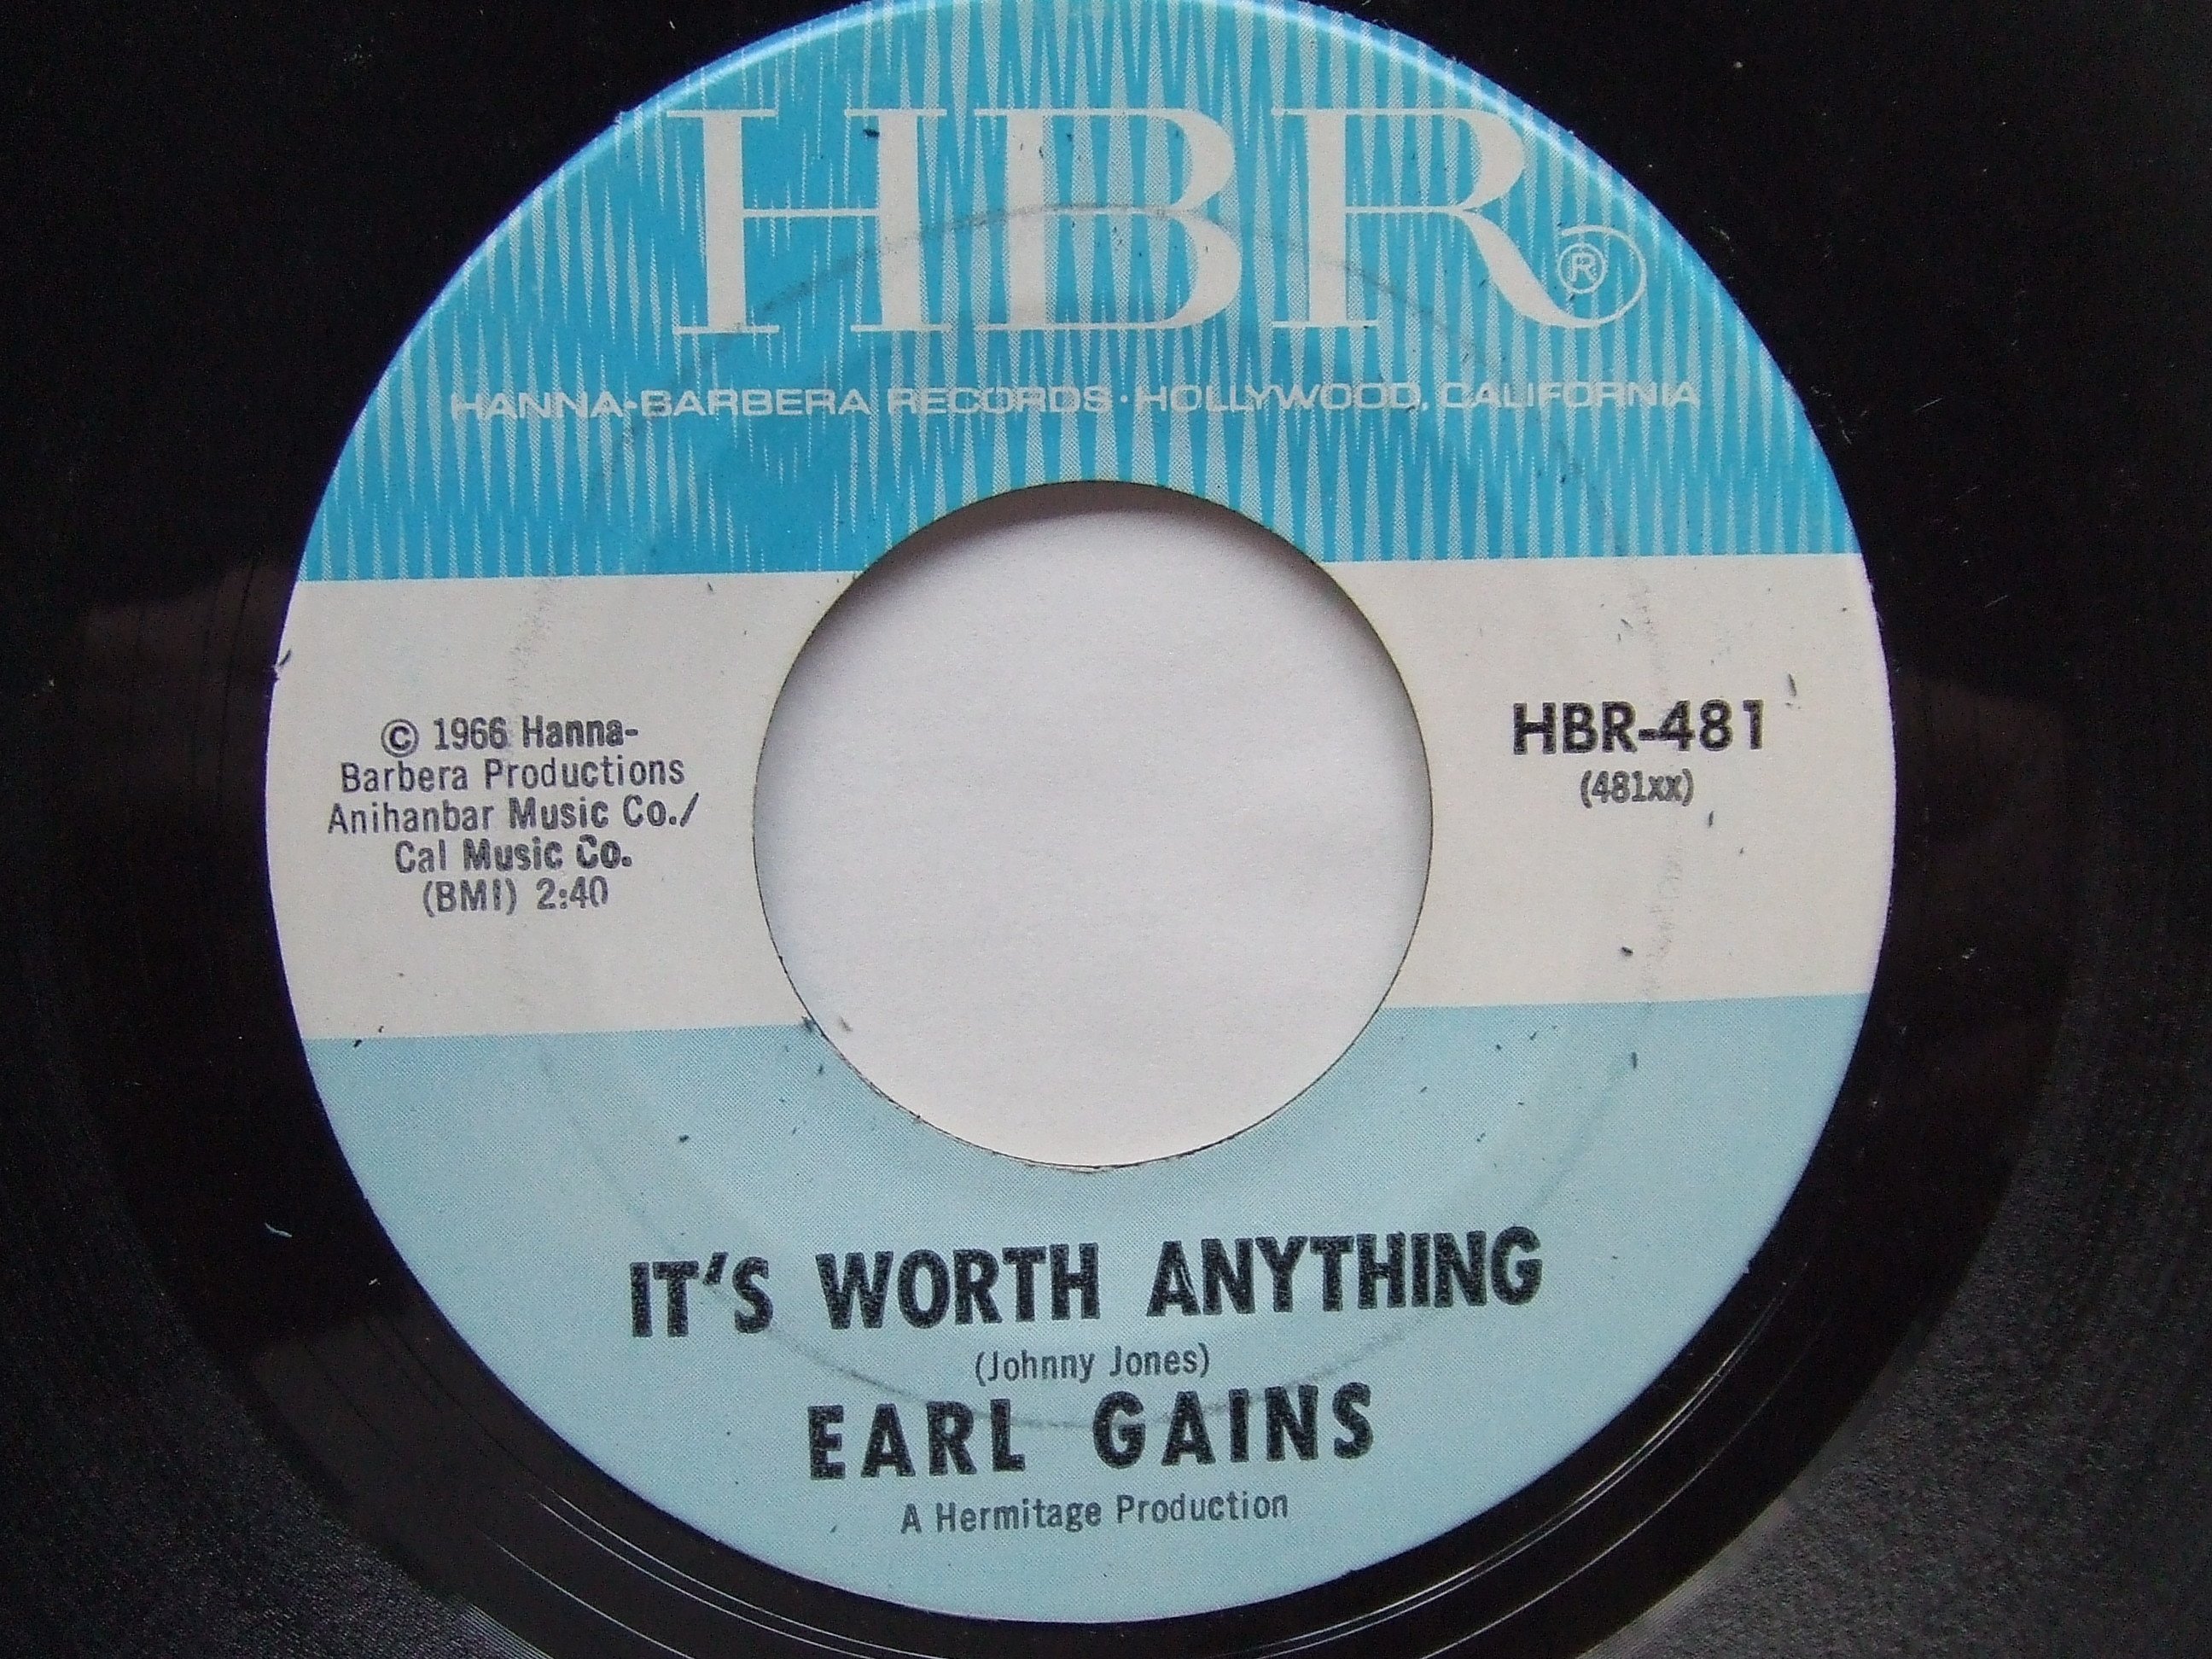 HBR®
HANNA-BARBERA RECORDS · HOLLYWOOD, CALIFORNIA
© 1966 Hanna-
Barbera Productions
Anihanbar Music Co./
Cal Music Co.
(BMI) 2:40
HBR-481
(481xx)
IT'S WORTH ANYTHING
(Johnny Jones)
EARL GAINS
A Hermitage Production